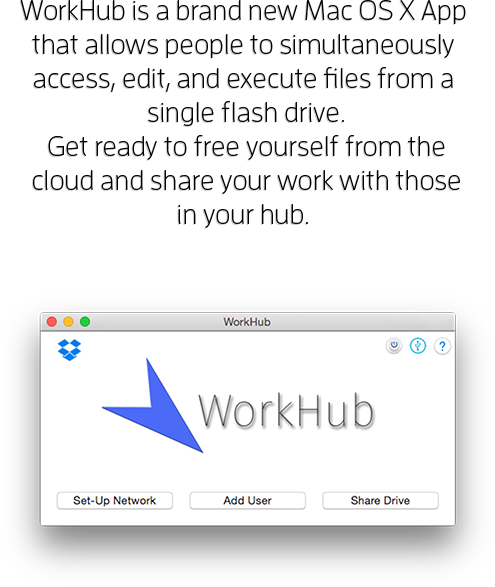 WorkHub is a brand new Mac OS X App
that allows people to simultaneously
access, edit, and execute files from a
single flash drive.
Get ready to free yourself from the
cloud and share your work with those
in your hub.
WorkHub
?
WorkHub
Set-Up Network
Add User
Share Drive